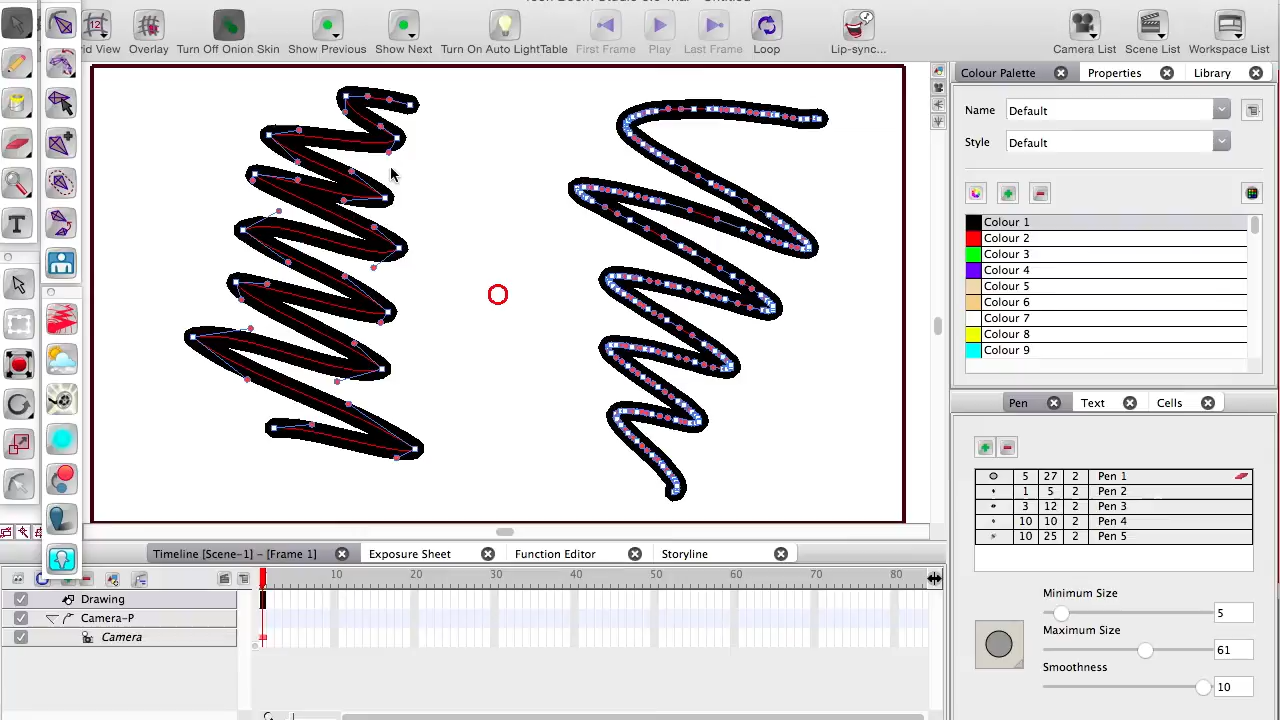 12
rid View
Overlay
Turn Off Onion Skin
Show Previous
Show Next
Turn On Auto LightTable
First Frame
Play
Last Frame
Loop
Lip-sync...
Camera List
Scene List
Workspace List
T
Colour Palette
Properties
Library
Name
Default
Style
Default
Colour 1
Colour 2
Colour 3
Colour 4
Colour 5
Colour 6
Colour 7
Colour 8
Colour 9
Pen
Text
Cells
5 27 2 Pen 1
1 5 2 Pen 2
3 12 2 Pen 3
10 10 2 Pen 4
10 25 2 Pen 5
Minimum Size
5
Maximum Size
61
Smoothness
10
Timeline [Scene-1] – [Frame 1]
Exposure Sheet
Function Editor
Storyline
10 20 30 40 50 60 70 80
Drawing
Camera-P
Camera